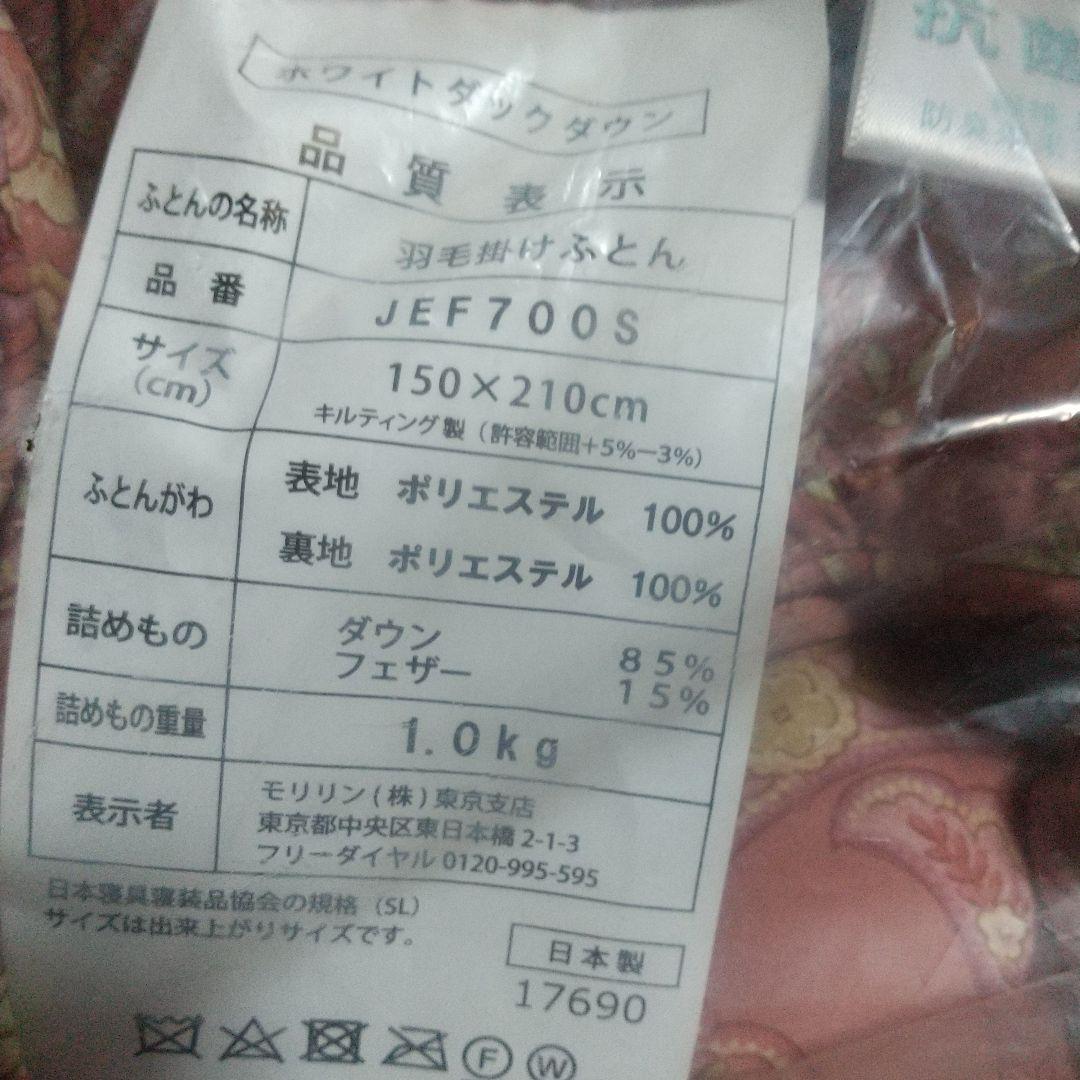 ホワイトダックダウン
品質表示
ふとんの名称 羽毛掛けふとん
品番 JEF700S
サイズ(cm) 150×210cm
キルティング製(許容範囲+5%−3%)
ふとんがわ 表地 ポリエステル 100%
裏地 ポリエステル 100%
詰めもの ダウン 85%
フェザー 15%
詰めもの重量 1.0kg
表示者 モリリン(株)東京支店
東京都中央区東日本橋2-1-3
フリーダイヤル0120-995-595
日本寝具寝装品協会の規格(SL)
サイズは出来上がりサイズです。
日本製
17690
F W
抗
防臭